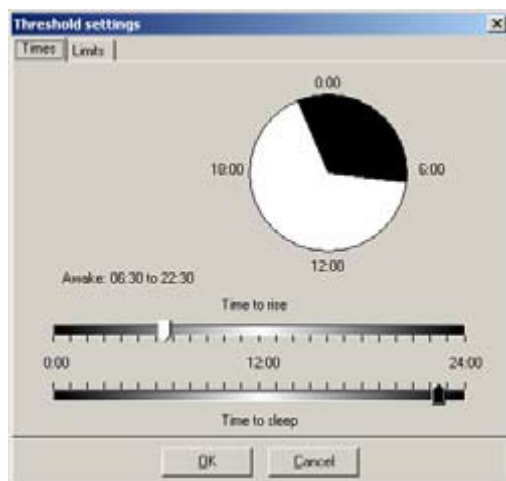 Threshold settings
Times Limits
0:00
18:00 6:00
12:00
Awake: 06:30 to 22:30
Time to rise
0:00 12:00 24:00
Time to sleep
OK Cancel